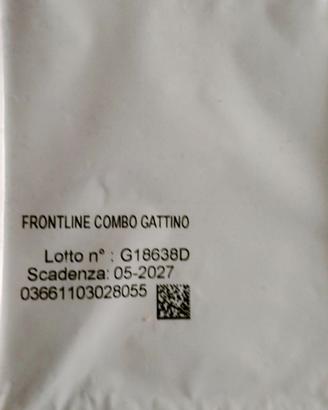 FRONTLINE COMBO GATTINO
Lotto n° : G18638D
Scadenza: 05-2027
03661103028055